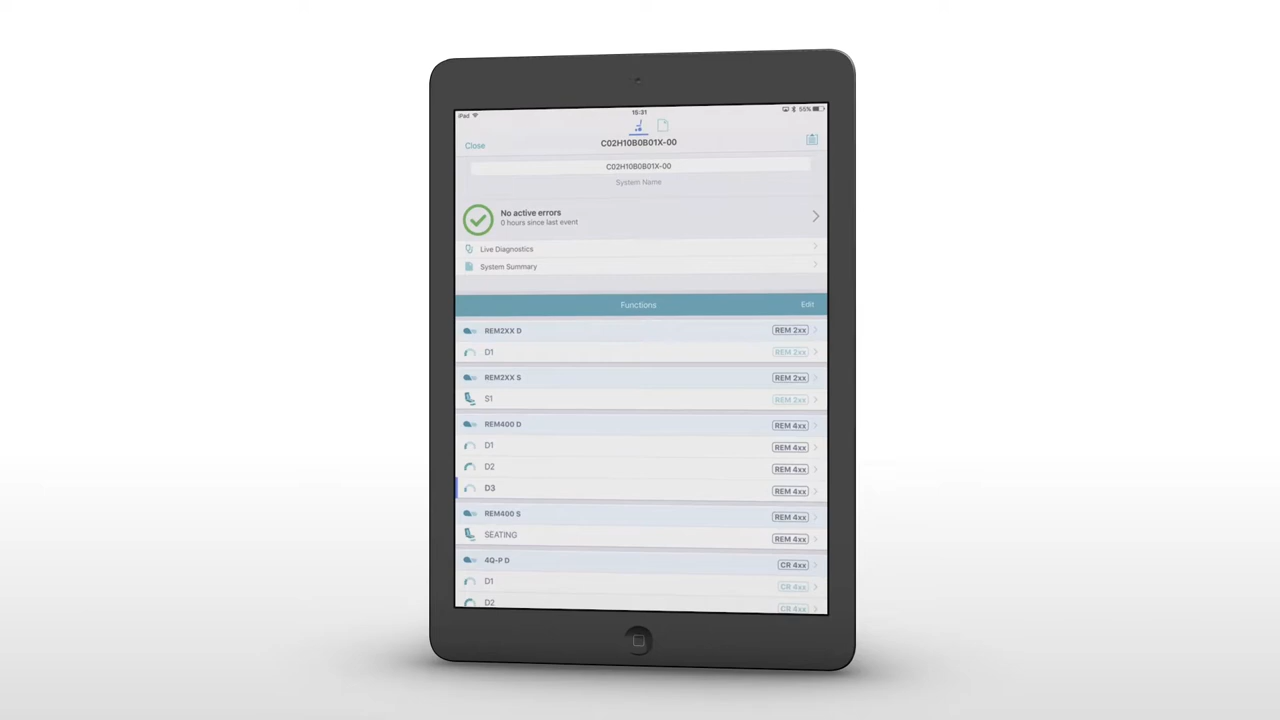 iPad 15:31 55%
Close C02H10B0B01X-00
C02H10B0B01X-00
System Name
No active errors
0 hours since last event
Live Diagnostics
System Summary
Functions Edit
REM2XX D REM 2xx
D1 REM 2xx
REM2XX S REM 2xx
S1 REM 2xx
REM400 D REM 4xx
D1 REM 4xx
D2 REM 4xx
D3 REM 4xx
REM400 S REM 4xx
SEATING REM 4xx
4Q-P D CR 4xx
D1 CR 4xx
D2 CR 4xx